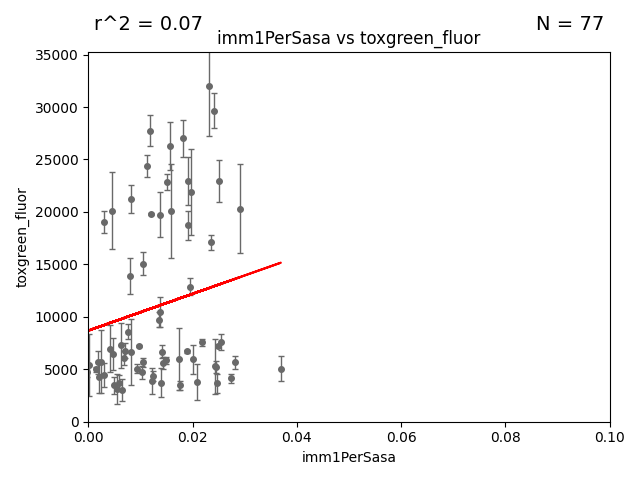 r^2 = 0.07
N = 77
imm1PerSasa vs toxgreen_fluor
35000
30000
25000
20000
15000
10000
5000
0
toxgreen_fluor
0.00
0.02
0.04
0.06
0.08
0.10
imm1PerSasa